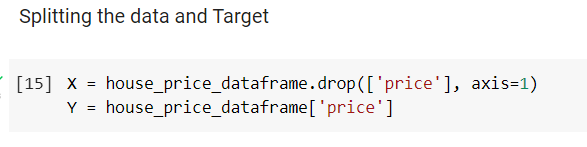 Splitting the data and Target
[15] X = house_price_dataframe.drop(['price'], axis=1)
Y = house_price_dataframe['price']